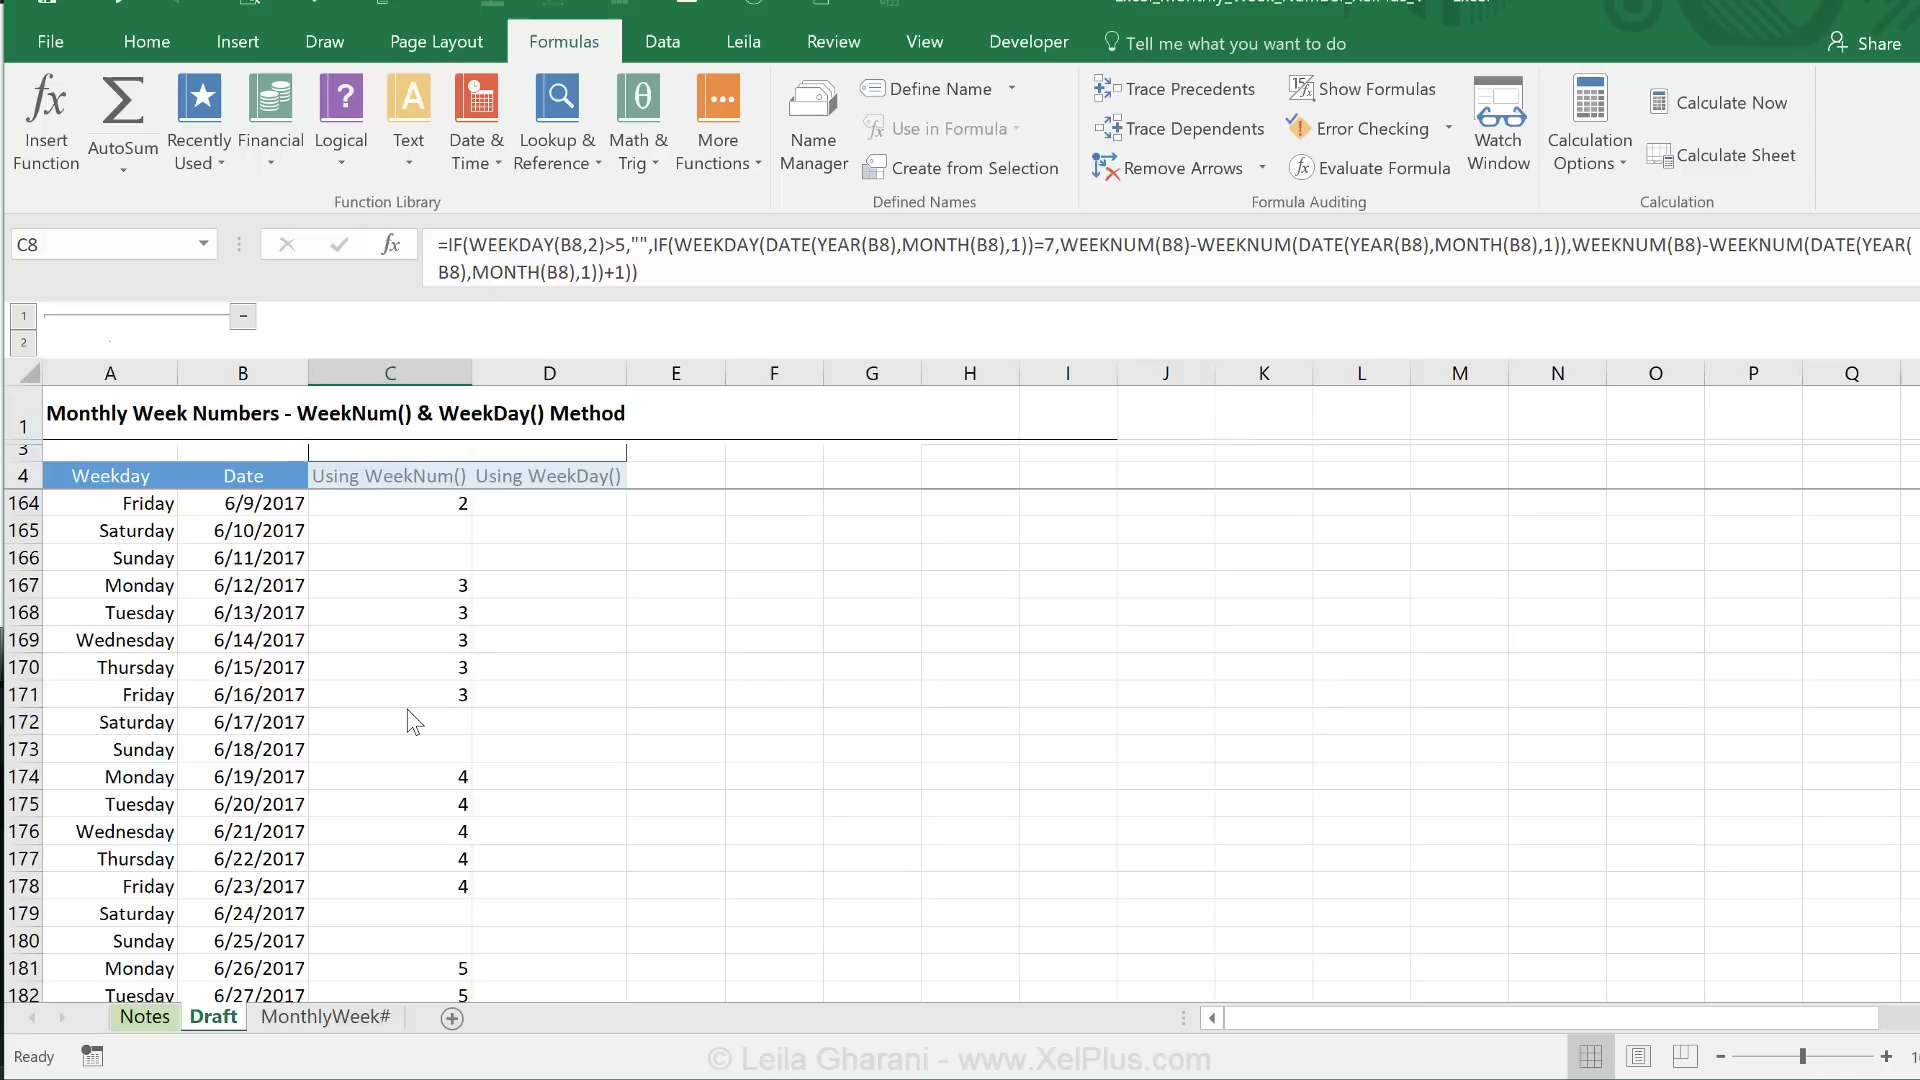 File Home Insert Draw Page Layout Formulas Data Leila Review View Developer Tell me what you want to do Share
Insert Function
AutoSum
Recently Used
Financial
Logical
Text
Date & Time
Lookup & Reference
Math & Trig
More Functions
Function Library
Name Manager
Define Name
Use in Formula
Create from Selection
Defined Names
Trace Precedents
Trace Dependents
Remove Arrows
Show Formulas
Error Checking
Evaluate Formula
Formula Auditing
Watch Window
Calculation Options
Calculate Now
Calculate Sheet
Calculation
C8 fx =IF(WEEKDAY(B8,2)>5,"",IF(WEEKDAY(DATE(YEAR(B8),MONTH(B8),1))=7,WEEKNUM(B8)-WEEKNUM(DATE(YEAR(B8),MONTH(B8),1)),WEEKNUM(B8)-WEEKNUM(DATE(YEAR(
B8),MONTH(B8),1))+1))
1
2
A B C D E F G H I J K L M N O P Q
1 Monthly Week Numbers - WeekNum() & WeekDay() Method
3
4 Weekday Date Using WeekNum() Using WeekDay()
164 Friday 6/9/2017 2
165 Saturday 6/10/2017
166 Sunday 6/11/2017
167 Monday 6/12/2017 3
168 Tuesday 6/13/2017 3
169 Wednesday 6/14/2017 3
170 Thursday 6/15/2017 3
171 Friday 6/16/2017 3
172 Saturday 6/17/2017
173 Sunday 6/18/2017
174 Monday 6/19/2017 4
175 Tuesday 6/20/2017 4
176 Wednesday 6/21/2017 4
177 Thursday 6/22/2017 4
178 Friday 6/23/2017 4
179 Saturday 6/24/2017
180 Sunday 6/25/2017
181 Monday 6/26/2017 5
182 Tuesday 6/27/2017 5
Notes Draft MonthlyWeek#
Ready © Leila Gharani - www.XelPlus.com